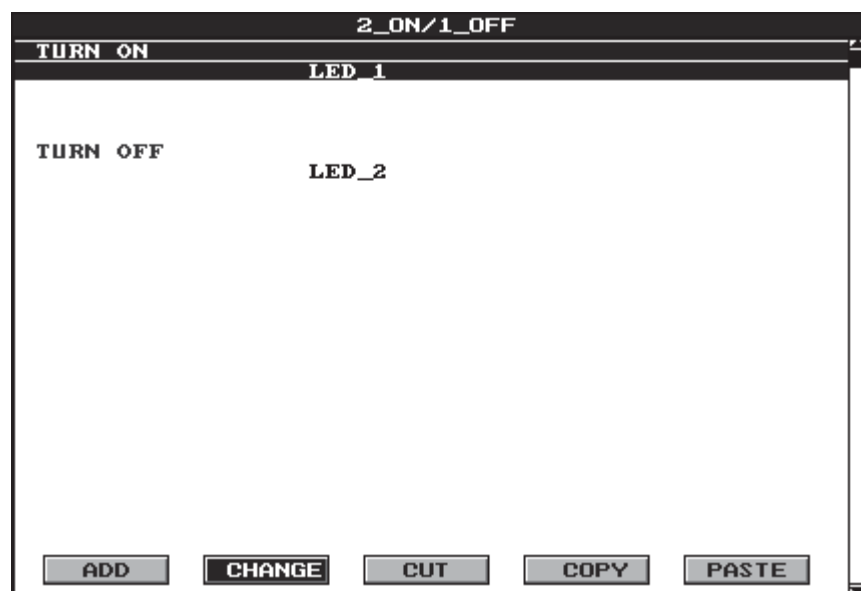 2_ON/1_OFF
TURN ON
LED_1
TURN OFF
LED_2
ADD CHANGE CUT COPY PASTE